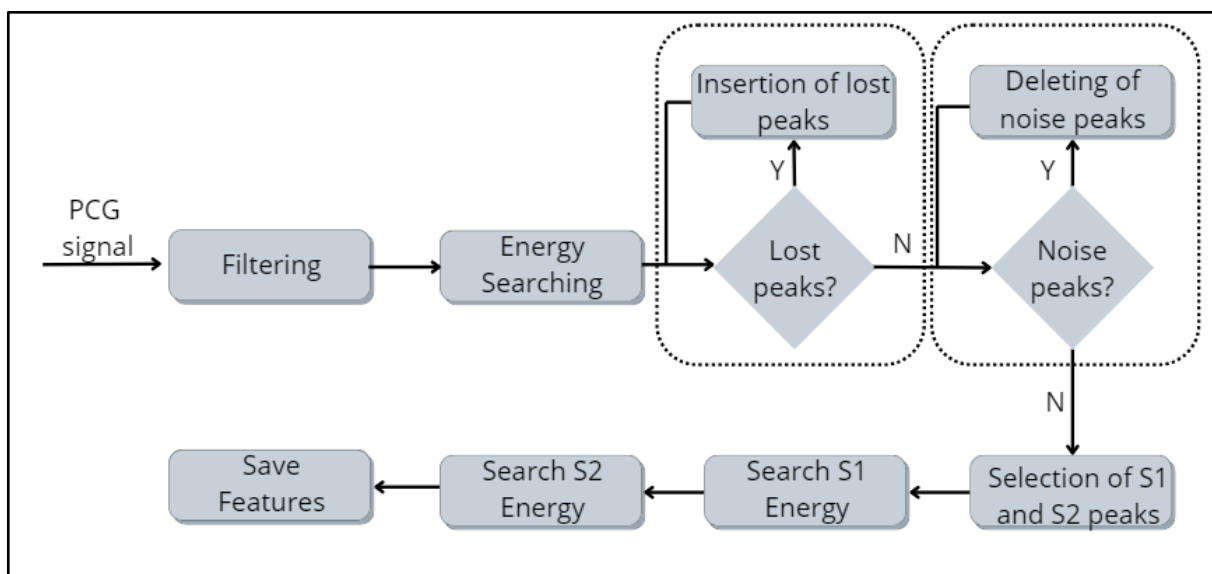 Insertion of lost
peaks
Deleting of
noise peaks
Y
Y
PCG
signal
Filtering
Energy
Searching
Lost
peaks?
N
Noise
peaks?
N
Save
Features
Search S2
Energy
Search S1
Energy
Selection of S1
and S2 peaks